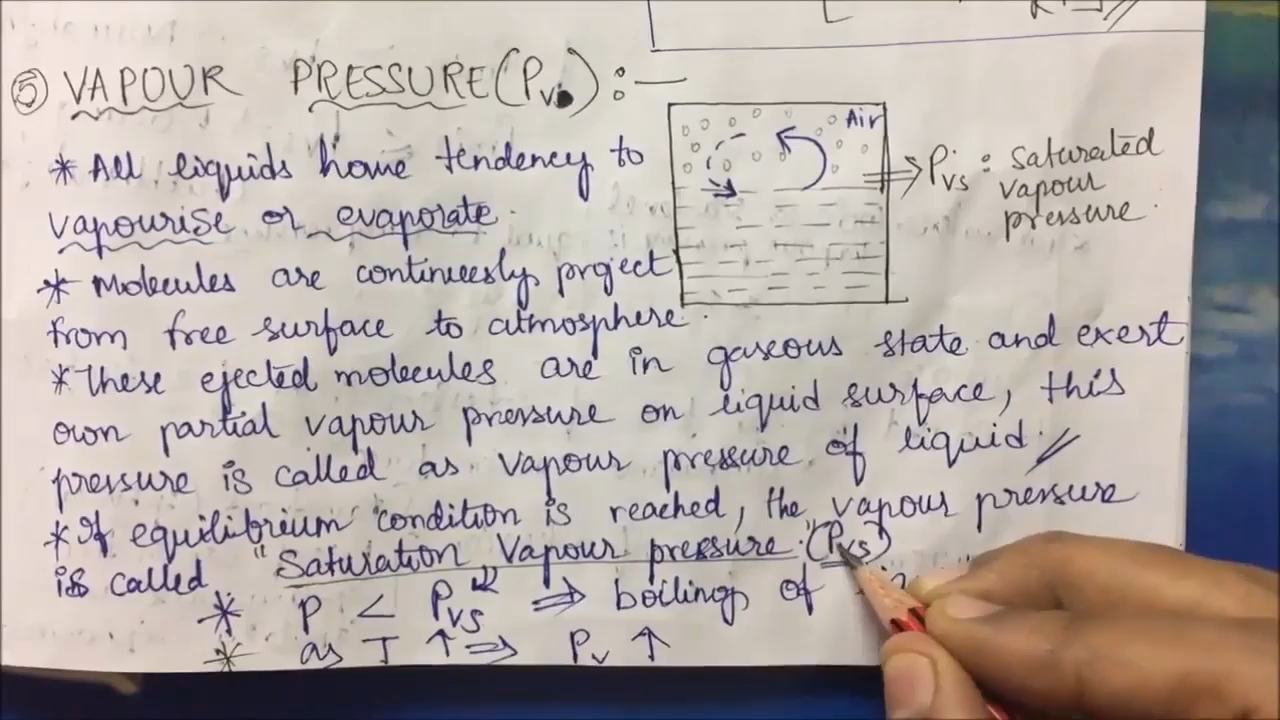 ⑤ VAPOUR PRESSURE (Pv) :—
* All liquids home tendency to
vapourise or evaporate.
Air
⇒ Pvs : saturated
vapour
pressure.
* Molecules are continuesly project
from free surface to atmosphere.
* These ejected molecules are in gaseous state and exert
own partial vapour pressure on liquid surface, this
pressure is called as vapour pressure of liquid //
* If equilibrium condition is reached, the vapour pressure
is called "Saturation Vapour pressure." (Pvs)
* P < Pvs ⇒ boiling of
* as T ↑ ⇒ Pv ↑